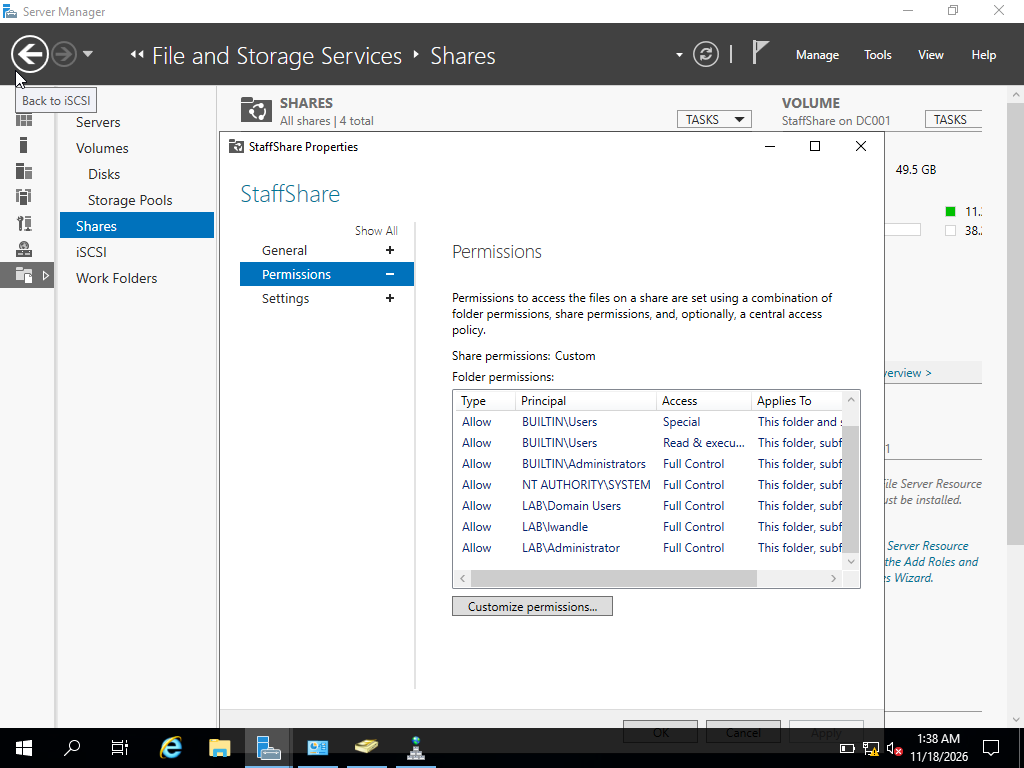 Server Manager
File and Storage Services ‣ Shares
Manage Tools View Help
Back to iSCSI
Servers
Volumes
Disks
Storage Pools
Shares
iSCSI
Work Folders
SHARES
All shares | 4 total
TASKS
VOLUME
StaffShare on DC001
TASKS
49.5 GB
11.
38.
StaffShare Properties
StaffShare
Show All
General +
Permissions −
Settings +
Permissions
Permissions to access the files on a share are set using a combination of
folder permissions, share permissions, and, optionally, a central access
policy.
Share permissions: Custom
Folder permissions:
Type Principal Access Applies To
Allow BUILTIN\Users Special This folder and
Allow BUILTIN\Users Read & execu... This folder, subf
Allow BUILTIN\Administrators Full Control This folder, subf
Allow NT AUTHORITY\SYSTEM Full Control This folder, subf
Allow LAB\Domain Users Full Control This folder, subf
Allow LAB\lwandle Full Control This folder, subf
Allow LAB\Administrator Full Control This folder, subf
Customize permissions...
OK Cancel Apply
verview >
1
ile Server Resource
ust be installed.
Server Resource
the Add Roles and
s Wizard.
1:38 AM
11/18/2026